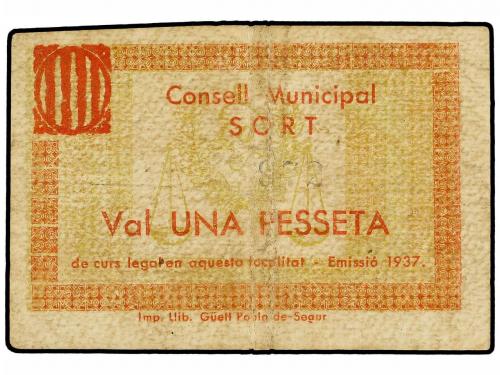 Consell Municipal
SORT
Val UNA PESSETA
de curs legal en aquesta localitat - Emissió 1937.
Imp. Llib. Güell Pobla de-Segur